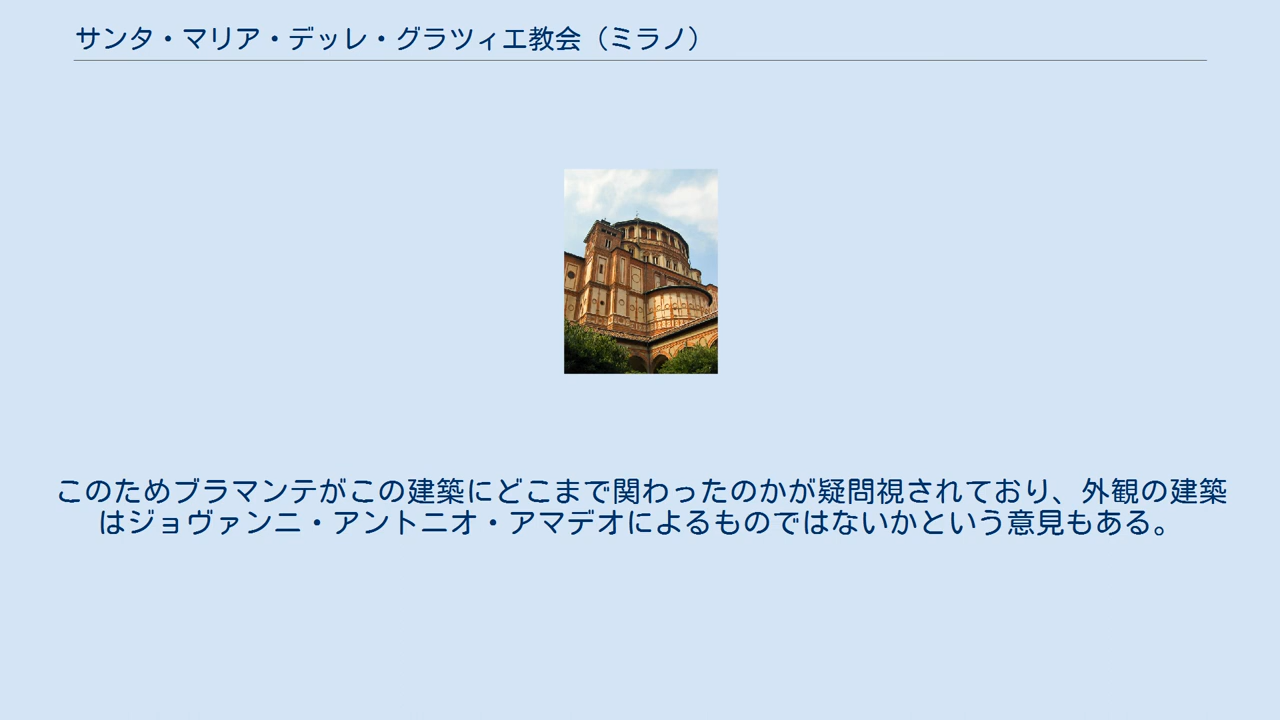 サンタ・マリア・デッレ・グラツィエ教会（ミラノ）
このためブラマンテがこの建築にどこまで関わったのかが疑問視されており、外観の建築
はジョヴァンニ・アントニオ・アマデオによるものではないかという意見もある。